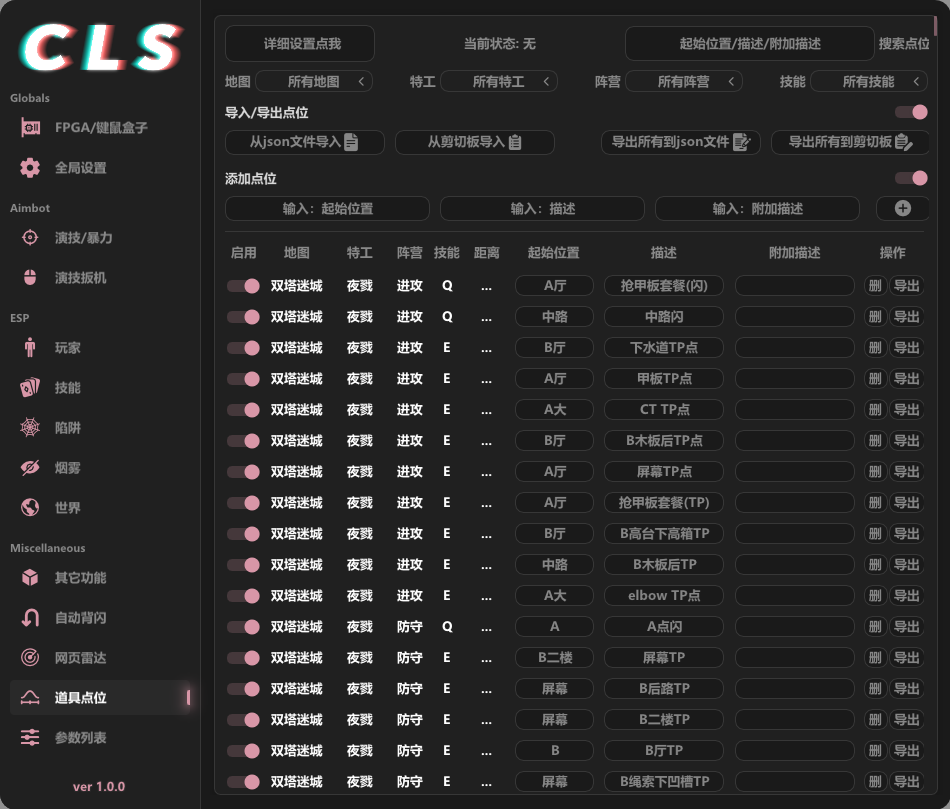 CLS
Globals
FPGA/键鼠盒子
全局设置
Aimbot
演技/暴力
演技扳机
ESP
玩家
技能
陷阱
烟雾
世界
Miscellaneous
其它功能
自动背闪
网页雷达
道具点位
参数列表
ver 1.0.0
详细设置点我 当前状态: 无 起始位置/描述/附加描述 搜索点位
地图 所有地图 特工 所有特工 阵营 所有阵营 技能 所有技能
导入/导出点位
从json文件导入 从剪切板导入 导出所有到json文件 导出所有到剪切板
添加点位
输入: 起始位置 输入: 描述 输入: 附加描述
启用 地图 特工 阵营 技能 距离 起始位置 描述 附加描述 操作
双塔迷城 夜戮 进攻 Q ... A厅 抢甲板套餐(闪) 删 导出
双塔迷城 夜戮 进攻 Q ... 中路 中路闪 删 导出
双塔迷城 夜戮 进攻 E ... B厅 下水道TP点 删 导出
双塔迷城 夜戮 进攻 E ... A厅 甲板TP点 删 导出
双塔迷城 夜戮 进攻 E ... A大 CT TP点 删 导出
双塔迷城 夜戮 进攻 E ... B厅 B木板后TP点 删 导出
双塔迷城 夜戮 进攻 E ... A厅 屏幕TP点 删 导出
双塔迷城 夜戮 进攻 E ... A厅 抢甲板套餐(TP) 删 导出
双塔迷城 夜戮 进攻 E ... B厅 B高台下高箱TP 删 导出
双塔迷城 夜戮 进攻 E ... 中路 B木板后TP 删 导出
双塔迷城 夜戮 进攻 E ... A大 elbow TP点 删 导出
双塔迷城 夜戮 防守 Q ... A A点闪 删 导出
双塔迷城 夜戮 防守 E ... B二楼 屏幕TP 删 导出
双塔迷城 夜戮 防守 E ... 屏幕 B后路TP 删 导出
双塔迷城 夜戮 防守 E ... 屏幕 B二楼TP 删 导出
双塔迷城 夜戮 防守 E ... B B厅TP 删 导出
双塔迷城 夜戮 防守 E ... 屏幕 B绳索下凹槽TP 删 导出